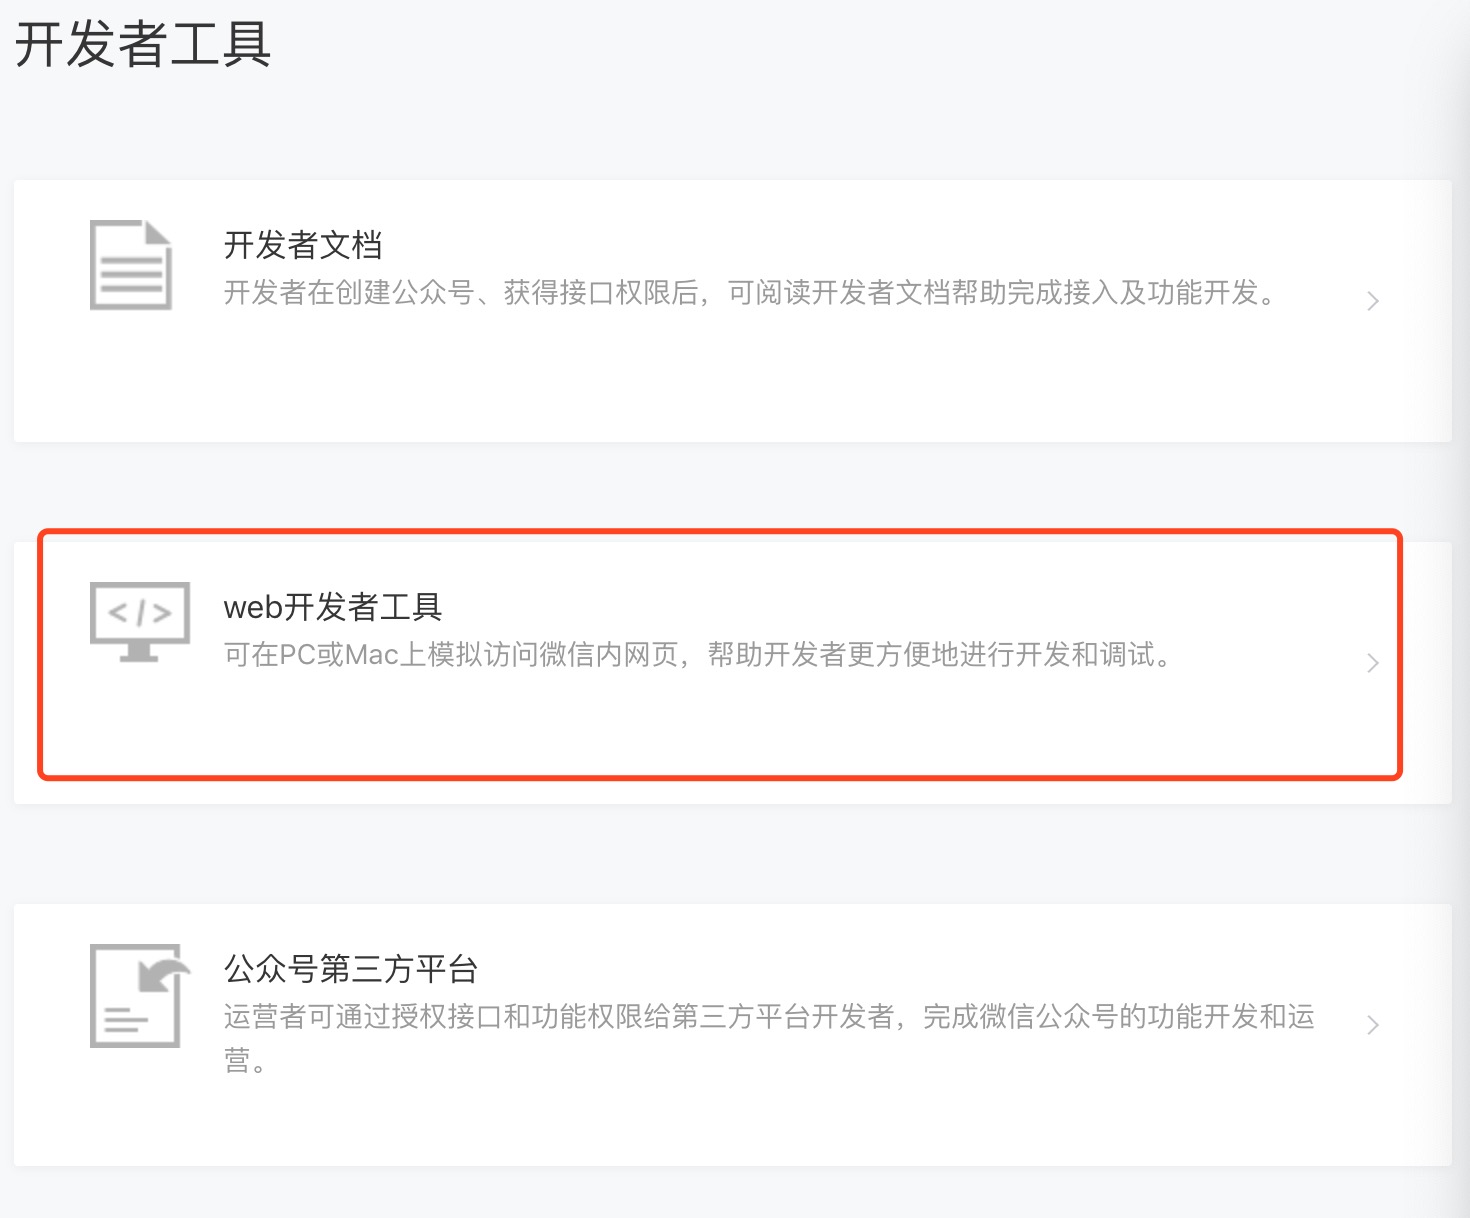 开发者工具
开发者文档
开发者在创建公众号、获得接口权限后，可阅读开发者文档帮助完成接入及功能开发。
</>
web开发者工具
可在PC或Mac上模拟访问微信内网页，帮助开发者更方便地进行开发和调试。
公众号第三方平台
运营者可通过授权接口和功能权限给第三方平台开发者，完成微信公众号的功能开发和运
营。